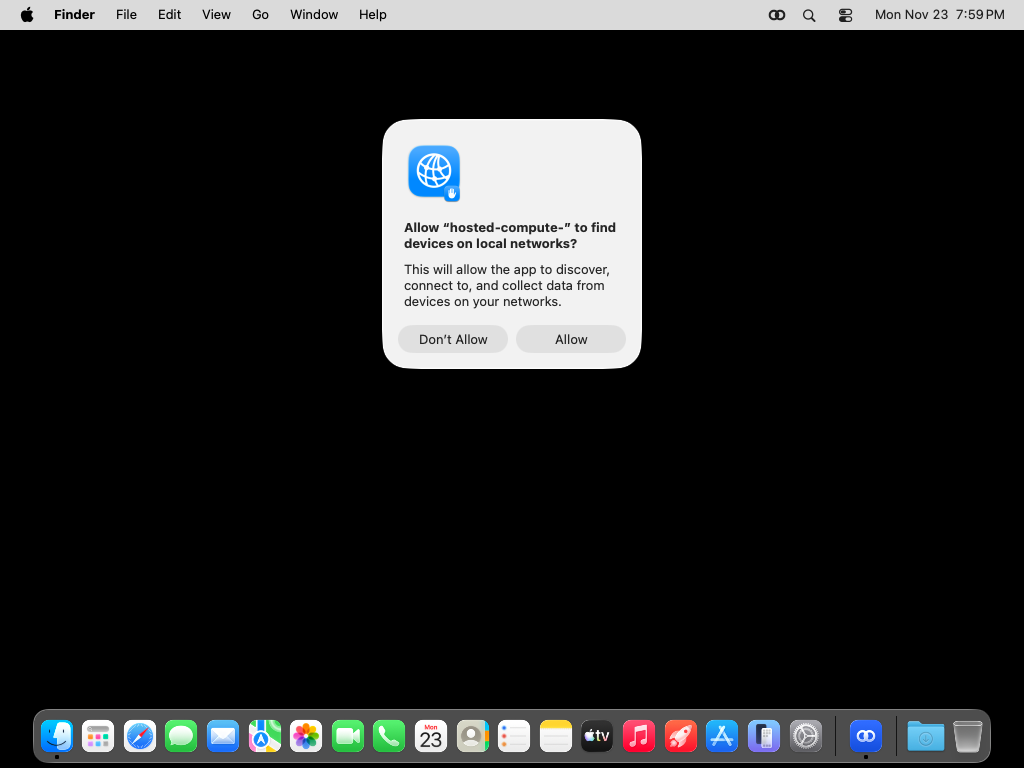 Finder File Edit View Go Window Help Mon Nov 23 7:59 PM
Allow “hosted-compute-” to find
devices on local networks?
This will allow the app to discover,
connect to, and collect data from
devices on your networks.
Don’t Allow Allow
Mon
23
tv